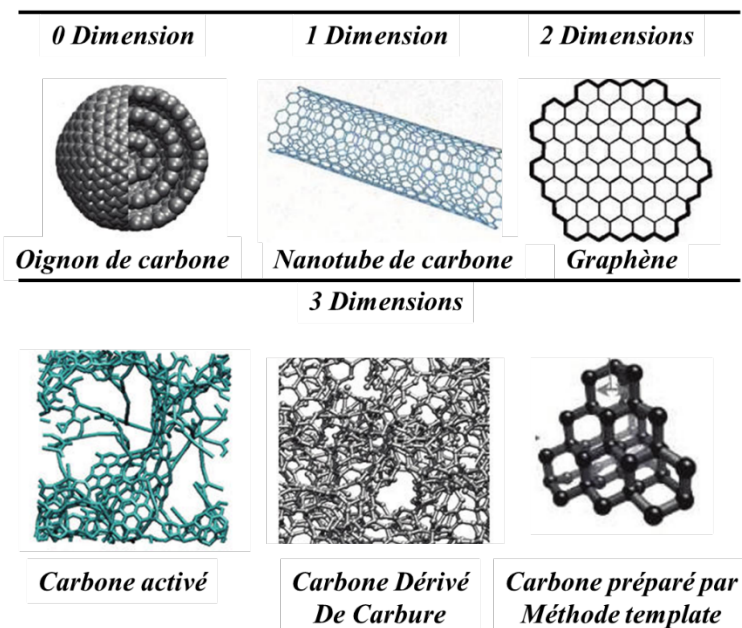 0 Dimension
1 Dimension
2 Dimensions
Oignon de carbone
Nanotube de carbone
Graphène
3 Dimensions
Carbone activé
Carbone Dérivé
De Carbure
Carbone préparé par
Méthode template